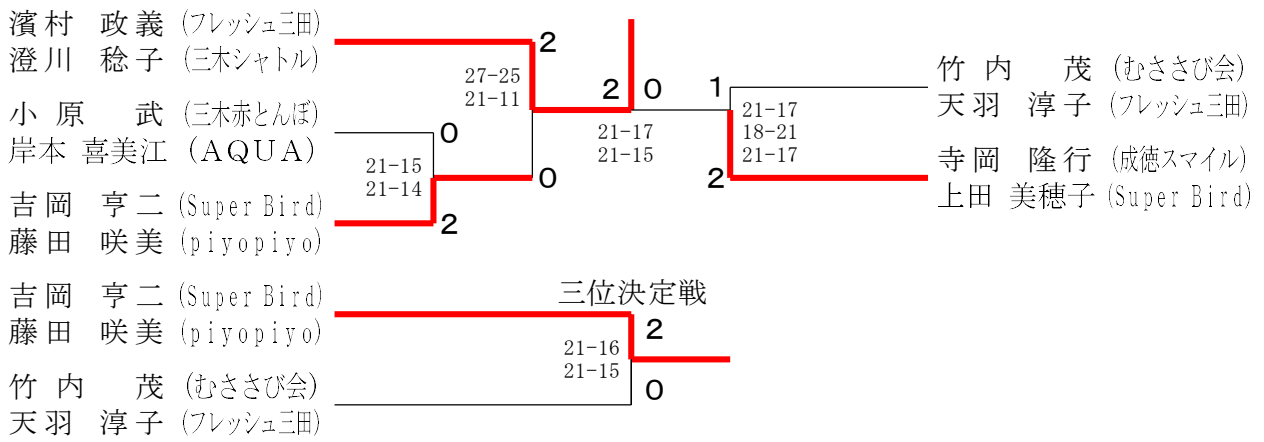 濱村 政義 (フレッシュ三田)
澄川 稔子 (三木シャトル)
小原 武 (三木赤とんぼ)
岸本 喜美江 (AQUA)
吉岡 亨二 (Super Bird)
藤田 咲美 (piyopiyo)
2
27-25
21-11
0
21-15
21-14
0
2
2 0
21-17
21-15
1
21-17
18-21
21-17
2
竹内 茂 (むささび会)
天羽 淳子 (フレッシュ三田)
寺岡 隆行 (成徳スマイル)
上田 美穂子 (Super Bird)
三位決定戦
吉岡 亨二 (Super Bird)
藤田 咲美 (piyopiyo)
竹内 茂 (むささび会)
天羽 淳子 (フレッシュ三田)
2
21-16
21-15
0